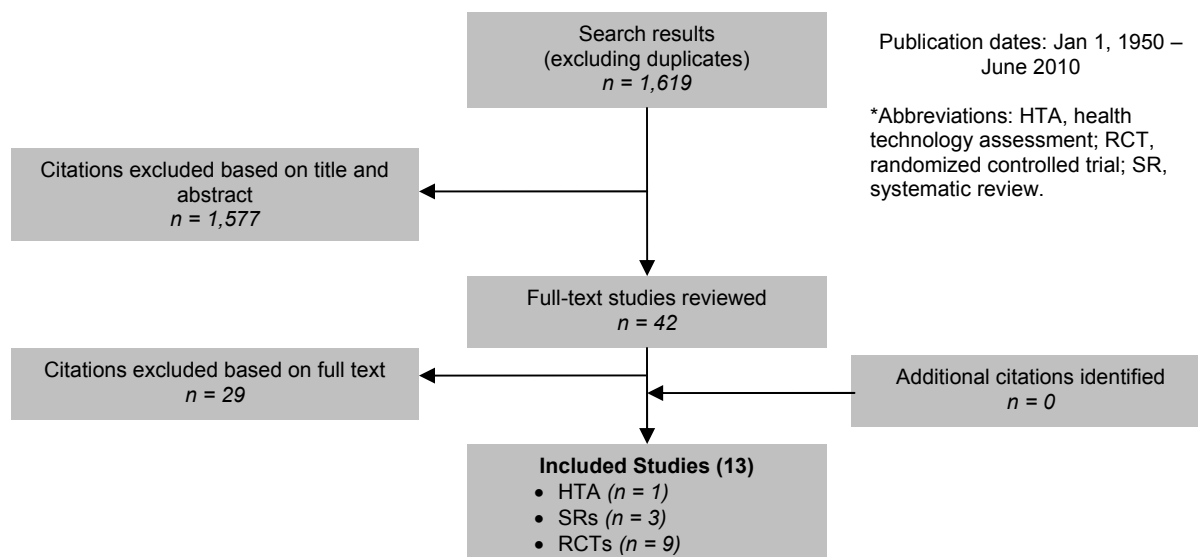 Search results
(excluding duplicates)
n = 1,619
Publication dates: Jan 1, 1950 –
June 2010
*Abbreviations: HTA, health
technology assessment; RCT,
randomized controlled trial; SR,
systematic review.
Citations excluded based on title and
abstract
n = 1,577
Full-text studies reviewed
n = 42
Citations excluded based on full text
n = 29
Additional citations identified
n = 0
Included Studies (13)
• HTA (n = 1)
• SRs (n = 3)
• RCTs (n = 9)